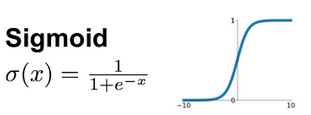 Sigmoid
σ(x) = 1/(1+e^{-x})
1
0
-10
10